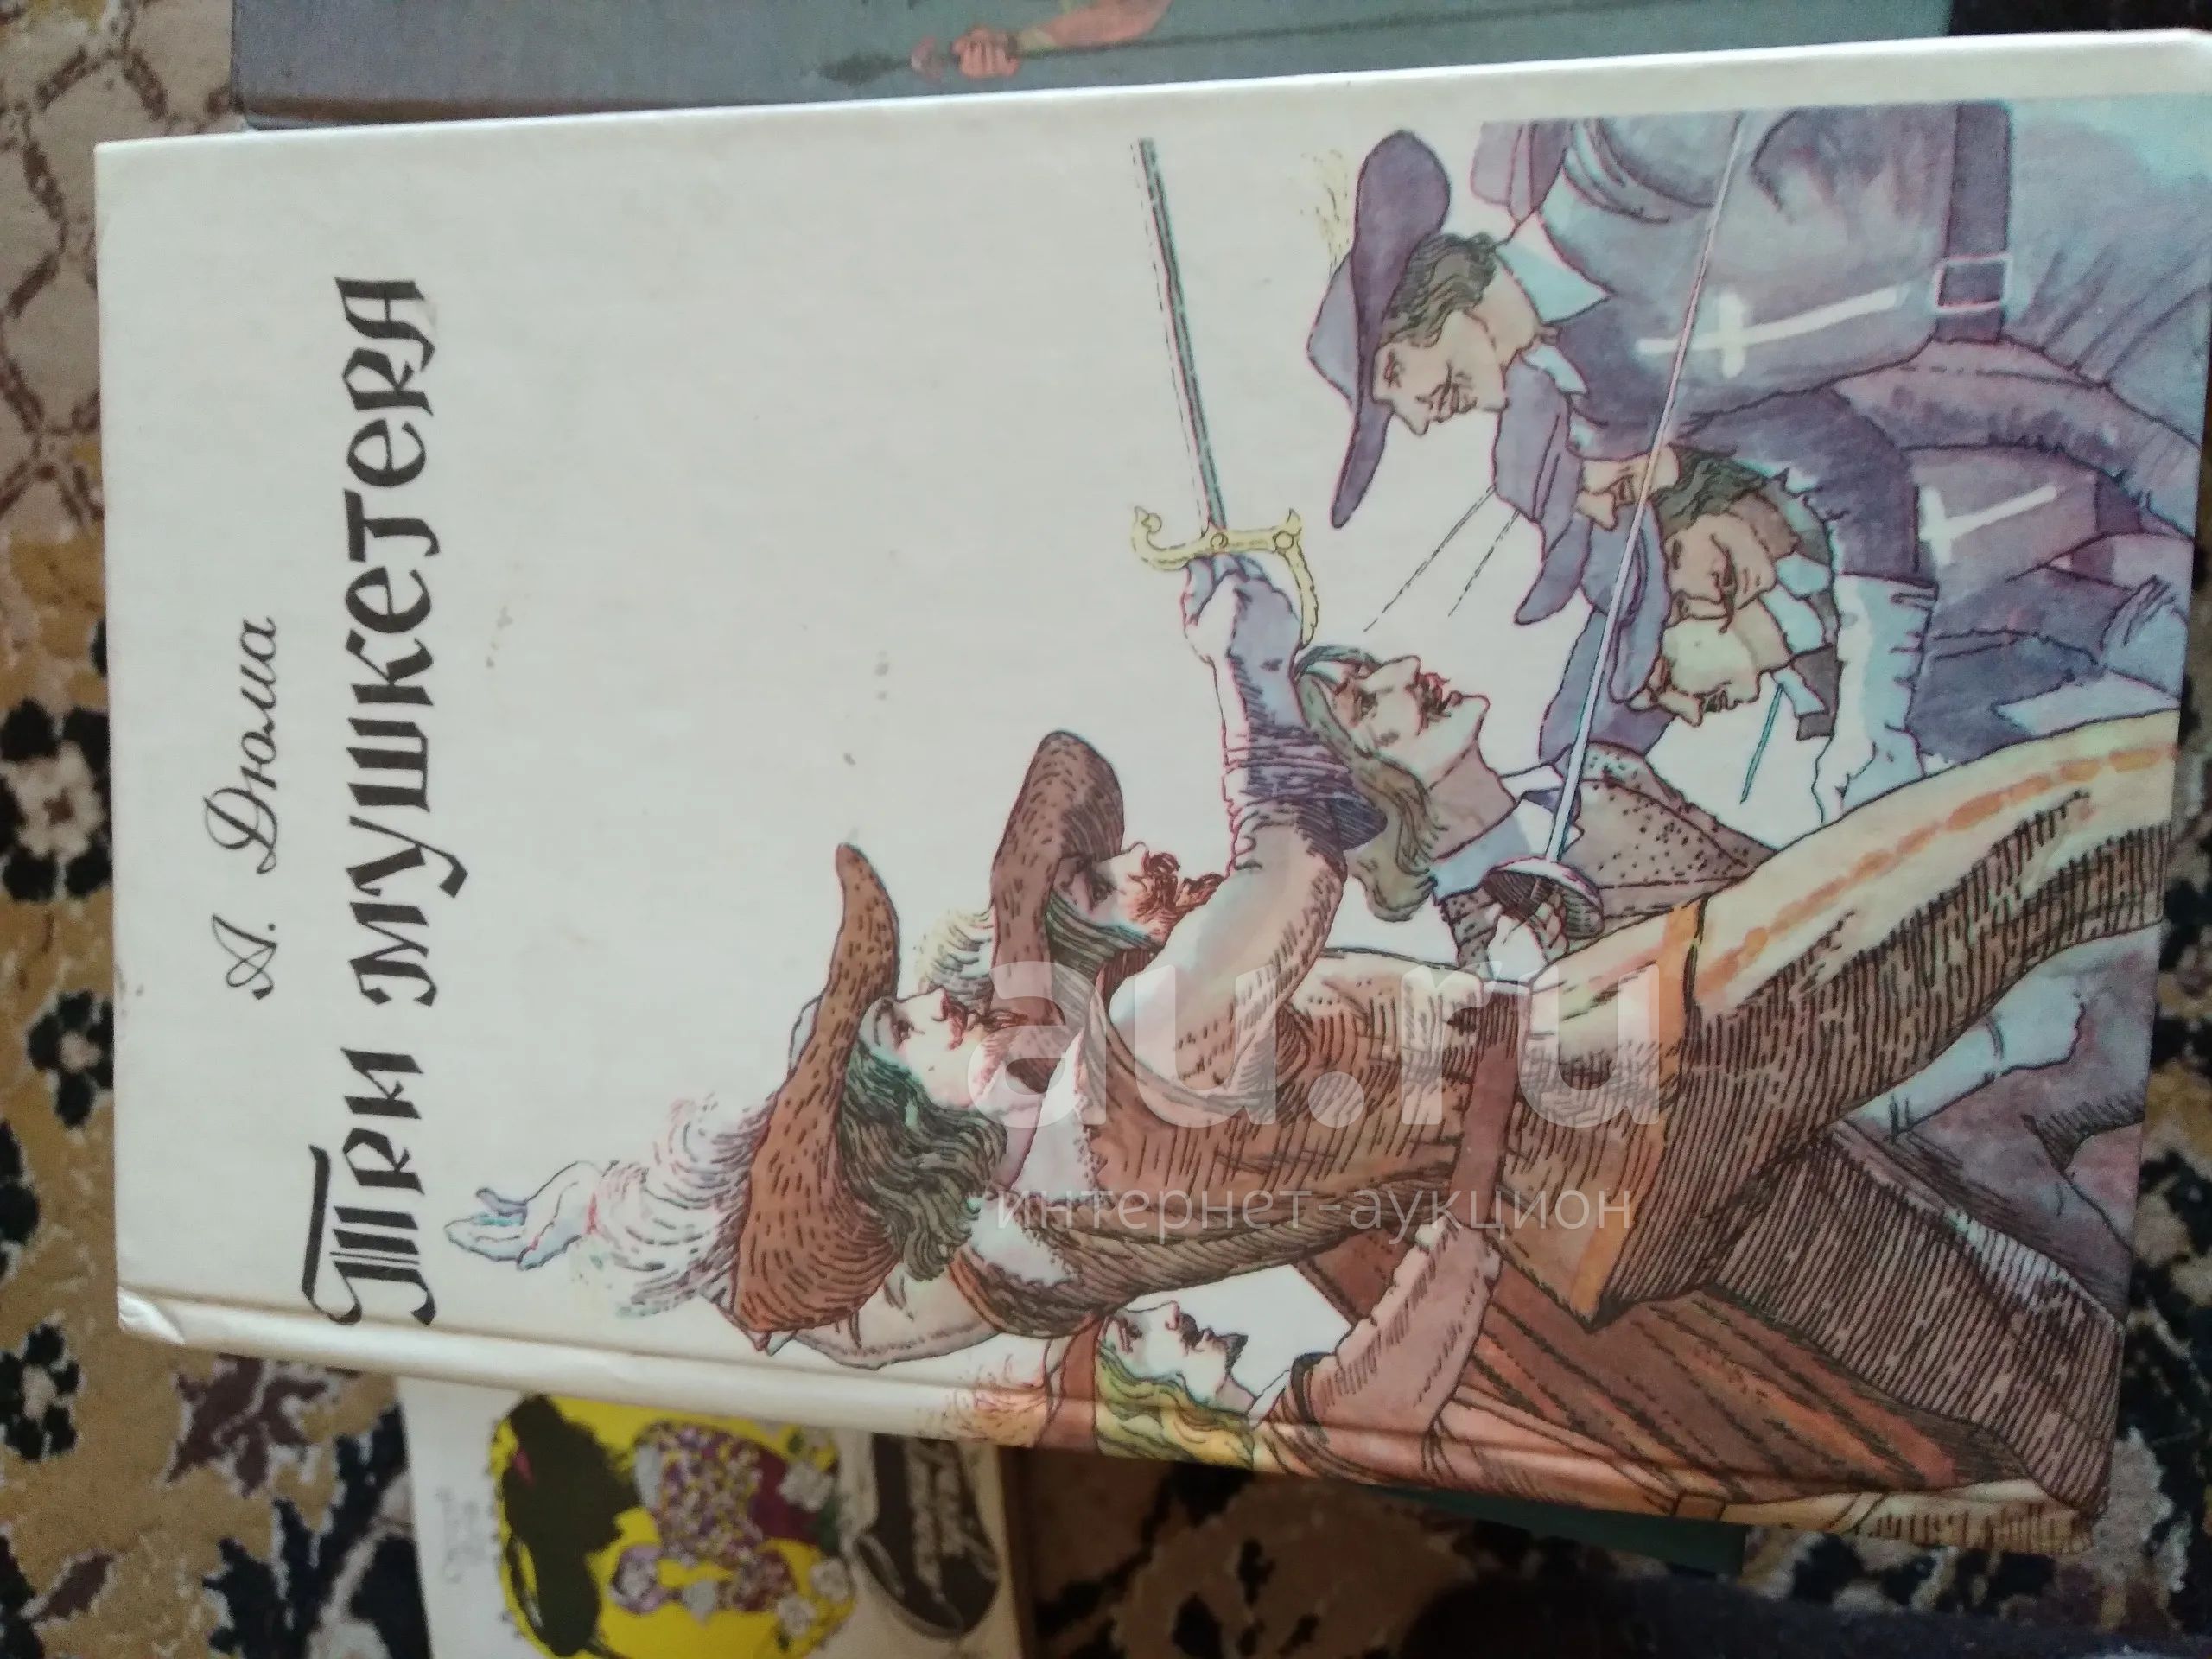 А. Дюма
Три мушкетера
au.ru
интернет-аукцион